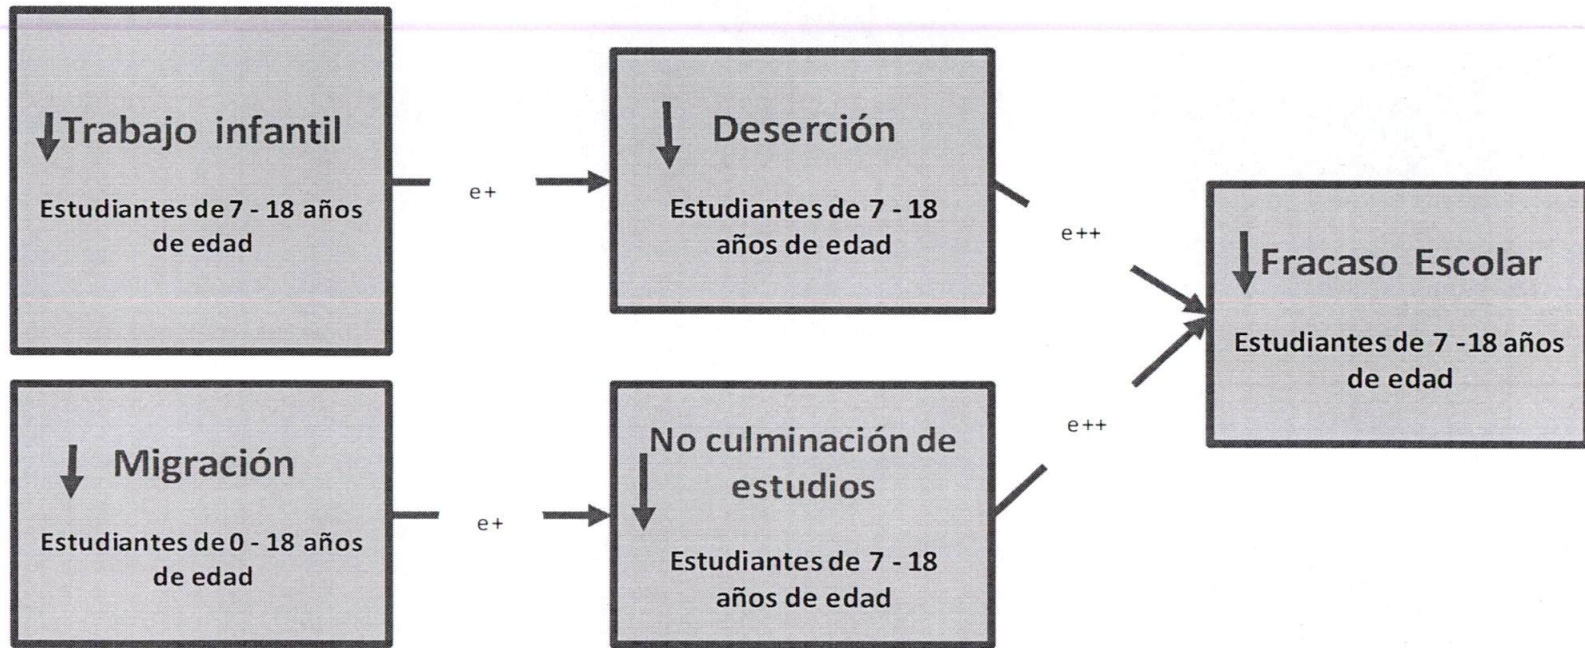 ↓Trabajo infantil
Estudiantes de 7 - 18 años
de edad
e+
↓ Deserción
Estudiantes de 7 - 18
años de edad
e++
↓Fracaso Escolar
Estudiantes de 7 -18 años
de edad
↓ Migración
Estudiantes de 0 - 18 años
de edad
e+
↓ No culminación de
estudios
Estudiantes de 7 - 18
años de edad
e++